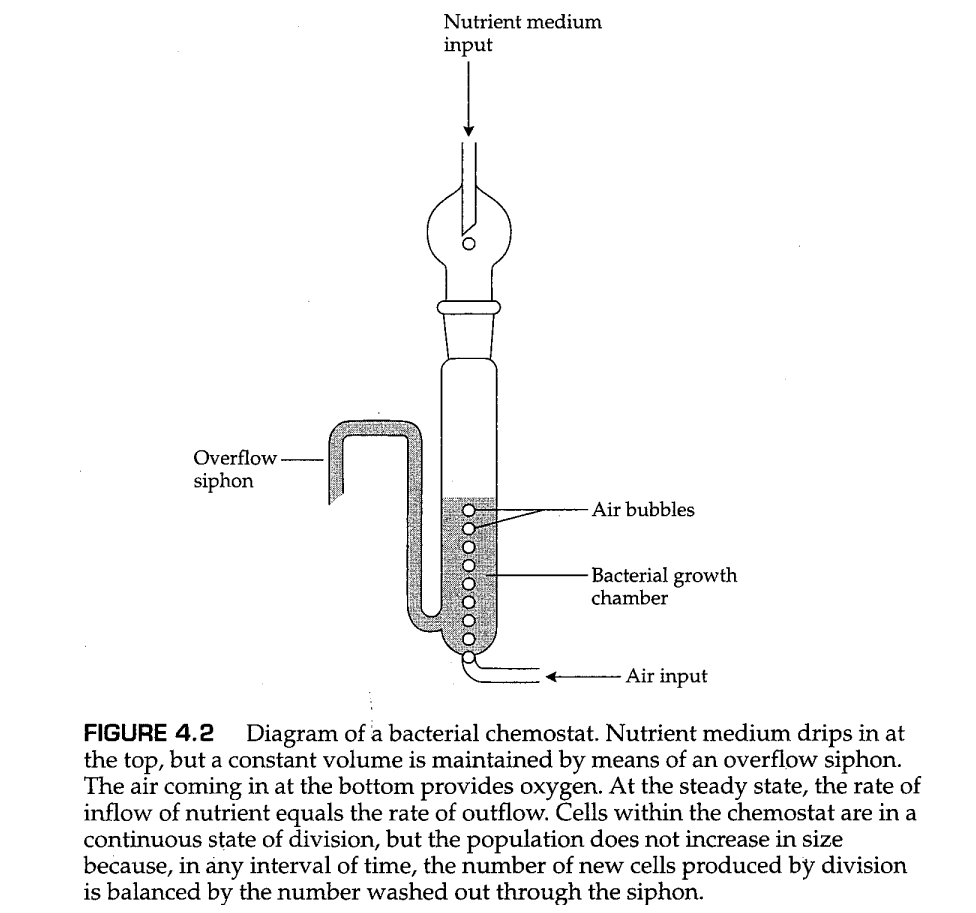 Nutrient medium
input
Overflow
siphon
Air bubbles
Bacterial growth
chamber
Air input
FIGURE 4.2 Diagram of a bacterial chemostat. Nutrient medium drips in at
the top, but a constant volume is maintained by means of an overflow siphon.
The air coming in at the bottom provides oxygen. At the steady state, the rate of
inflow of nutrient equals the rate of outflow. Cells within the chemostat are in a
continuous state of division, but the population does not increase in size
because, in any interval of time, the number of new cells produced by division
is balanced by the number washed out through the siphon.